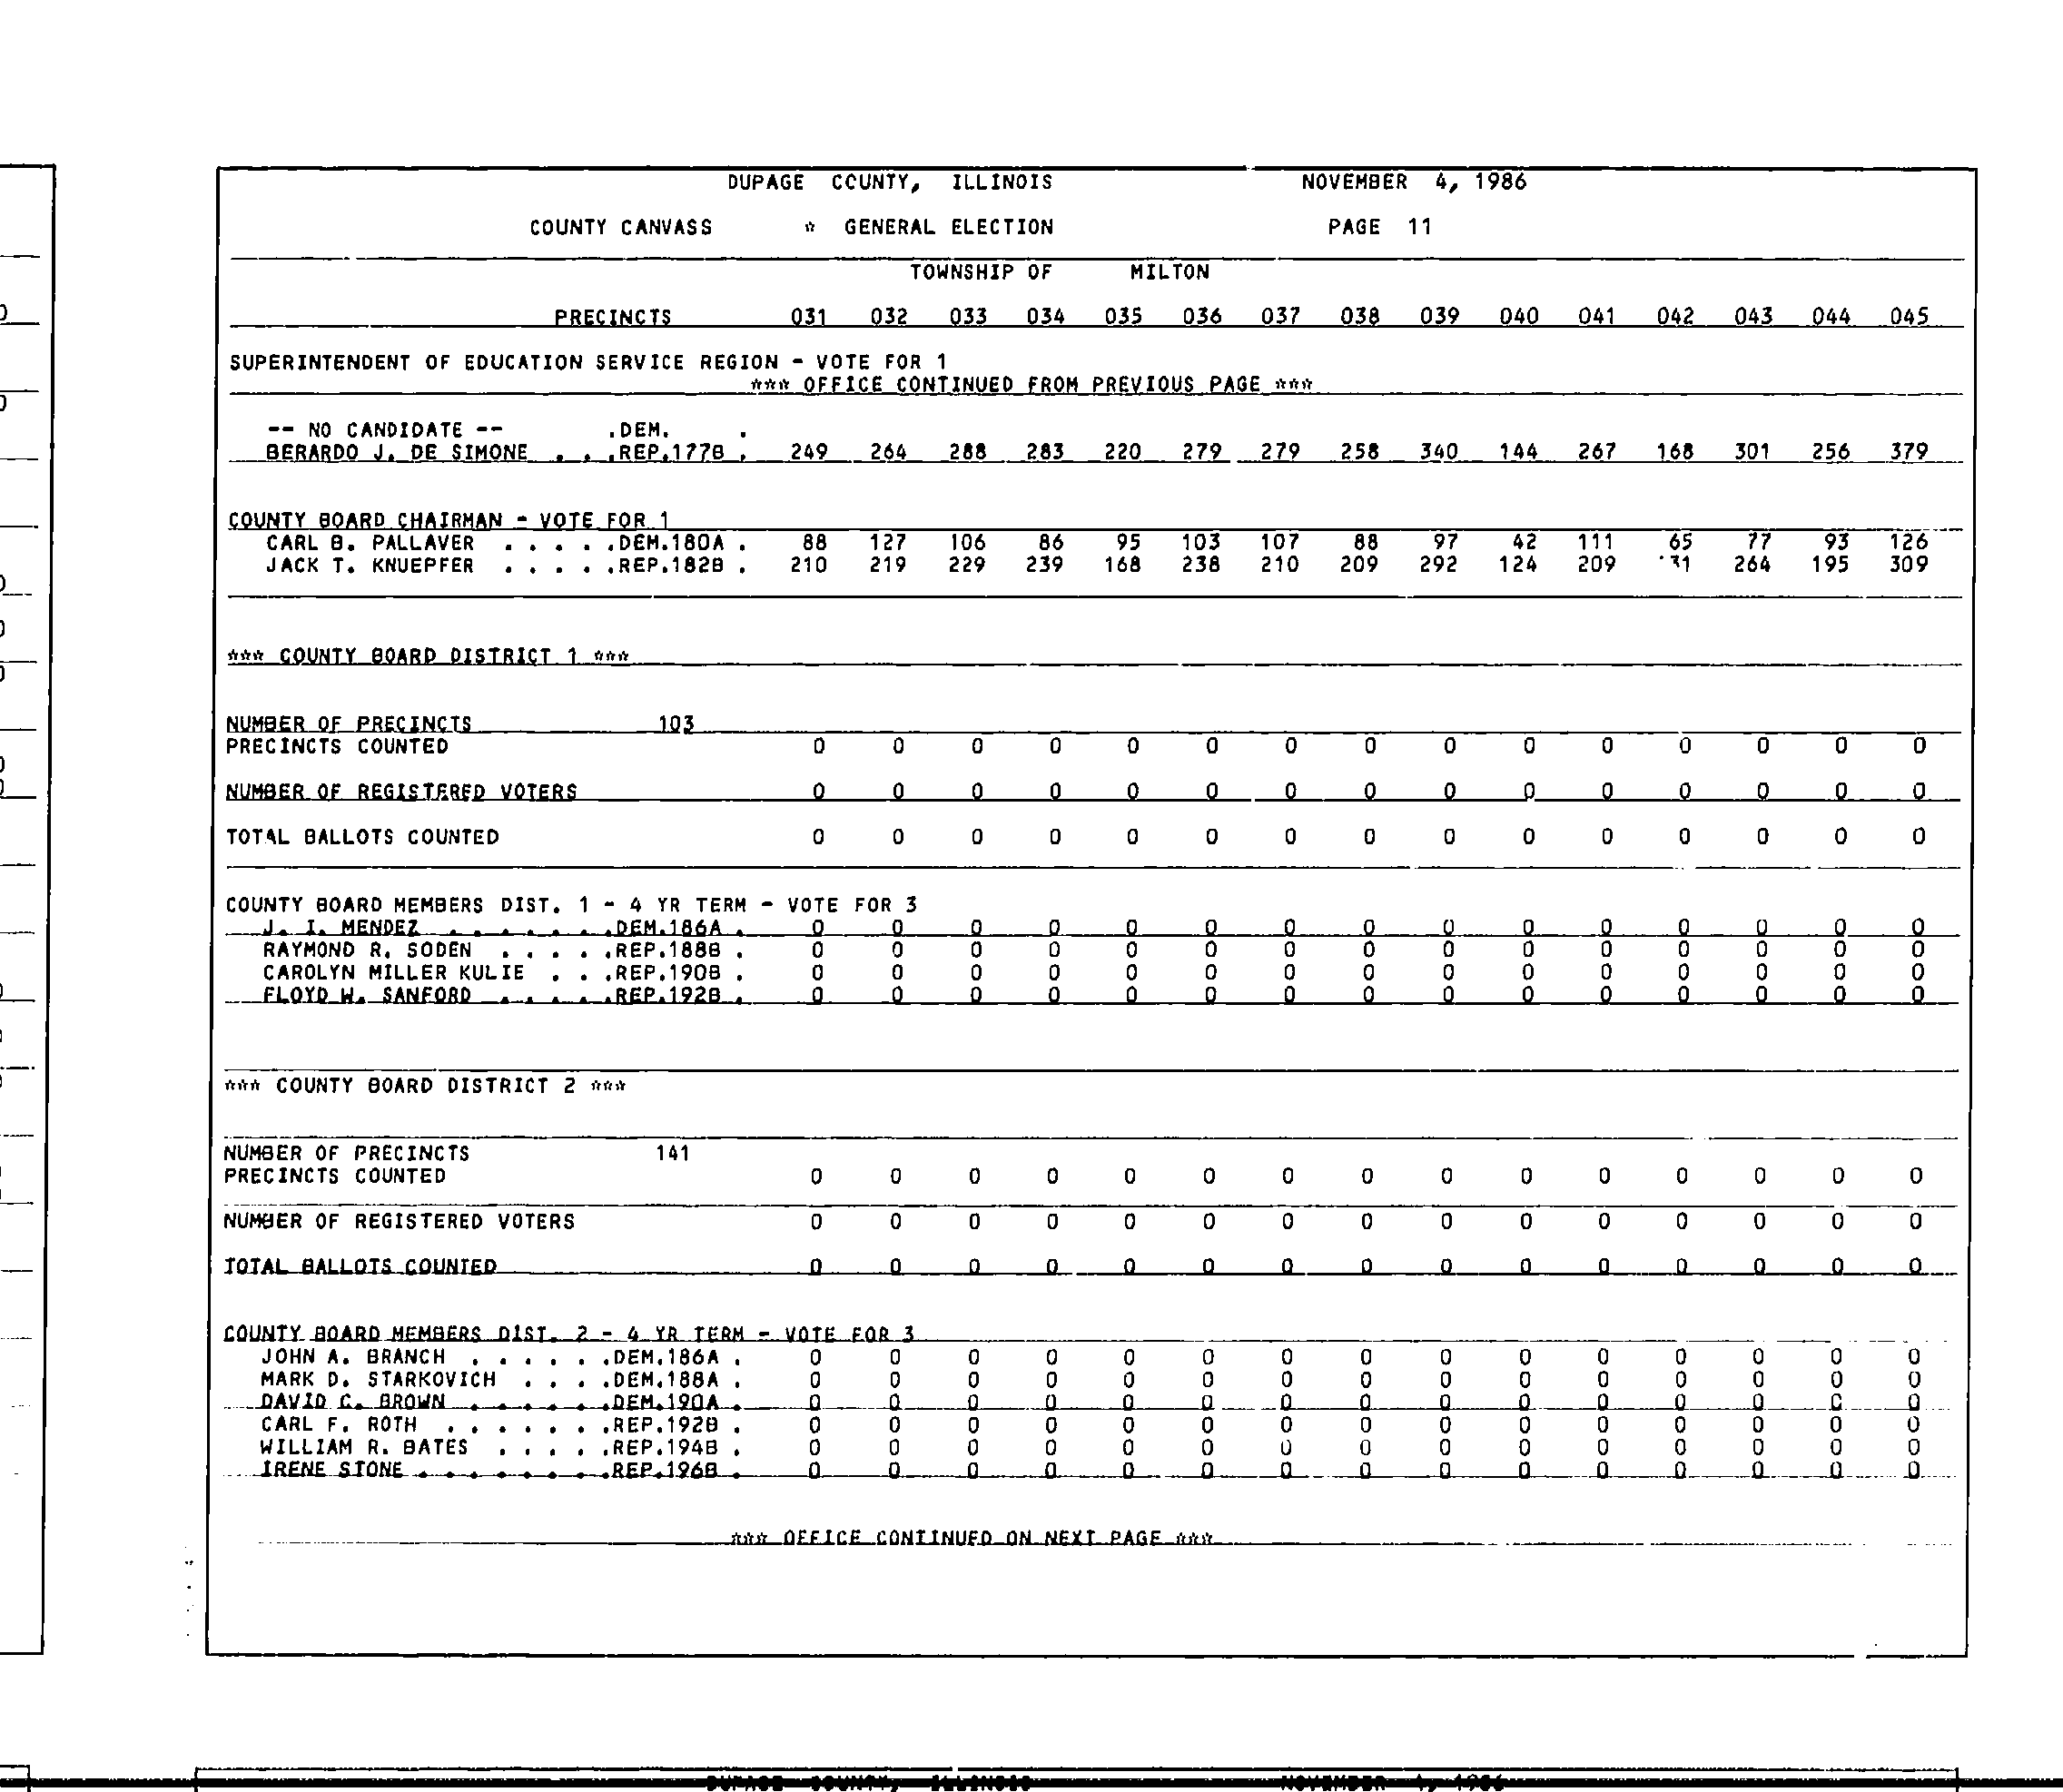 DUPAGE CCUNTY, ILLINOIS NOVEMBER 4, 1986
COUNTY CANVASS * GENERAL ELECTION PAGE 11
TOWNSHIP OF MILTON
PRECINCTS 031 032 033 034 035 036 037 038 039 040 041 042 043 044 045
SUPERINTENDENT OF EDUCATION SERVICE REGION - VOTE FOR 1
*** OFFICE CONTINUED FROM PREVIOUS PAGE ***
-- NO CANDIDATE -- .DEM. .
BERARDO J. DE SIMONE . . .REP.177B . 249 264 288 283 220 279 279 258 340 144 267 168 301 256 379
COUNTY BOARD CHAIRMAN - VOTE FOR 1
CARL B. PALLAVER . . . . .DEM.180A . 88 127 106 86 95 103 107 88 97 42 111 65 77 93 126
JACK T. KNUEPFER . . . . .REP.182B . 210 219 229 239 168 238 210 209 292 124 209 264 195 309
*** COUNTY BOARD DISTRICT 1 ***
NUMBER OF PRECINCTS 103
PRECINCTS COUNTED 0 0 0 0 0 0 0 0 0 0 0 0 0 0 0
NUMBER OF REGISTERED VOTERS 0 0 0 0 0 0 0 0 0 0 0 0 0 0 0
TOTAL BALLOTS COUNTED 0 0 0 0 0 0 0 0 0 0 0 0 0 0 0
COUNTY BOARD MEMBERS DIST. 1 - 4 YR TERM - VOTE FOR 3
J. I. MENDEZ . . . . . . .DEM.186A . 0 0 0 0 0 0 0 0 0 0 0 0 0 0 0
RAYMOND R. SODEN . . . . .REP.188B . 0 0 0 0 0 0 0 0 0 0 0 0 0 0 0
CAROLYN MILLER KULIE . . .REP.190B . 0 0 0 0 0 0 0 0 0 0 0 0 0 0 0
FLOYD W. SANFORD . . . . .REP.192B . 0 0 0 0 0 0 0 0 0 0 0 0 0 0 0
*** COUNTY BOARD DISTRICT 2 ***
NUMBER OF PRECINCTS 141
PRECINCTS COUNTED 0 0 0 0 0 0 0 0 0 0 0 0 0 0 0
NUMBER OF REGISTERED VOTERS 0 0 0 0 0 0 0 0 0 0 0 0 0 0 0
TOTAL BALLOTS COUNTED 0 0 0 0 0 0 0 0 0 0 0 0 0 0 0
COUNTY BOARD MEMBERS DIST. 2 - 4 YR TERM - VOTE FOR 3
JOHN A. BRANCH . . . . . .DEM.186A . 0 0 0 0 0 0 0 0 0 0 0 0 0 0 0
MARK D. STARKOVICH . . . .DEM.188A . 0 0 0 0 0 0 0 0 0 0 0 0 0 0 0
DAVID C. BROWN . . . . . .DEM.190A . 0 0 0 0 0 0 0 0 0 0 0 0 0 0 0
CARL F. ROTH . . . . . . .REP.192B . 0 0 0 0 0 0 0 0 0 0 0 0 0 0 0
WILLIAM R. BATES . . . . .REP.194B . 0 0 0 0 0 0 0 0 0 0 0 0 0 0 0
IRENE STONE . . . . . . . .REP.196B . 0 0 0 0 0 0 0 0 0 0 0 0 0 0 0
*** OFFICE CONTINUED ON NEXT PAGE ***
DUPAGE COUNTY, ILLINOIS NOVEMBER 4, 1986